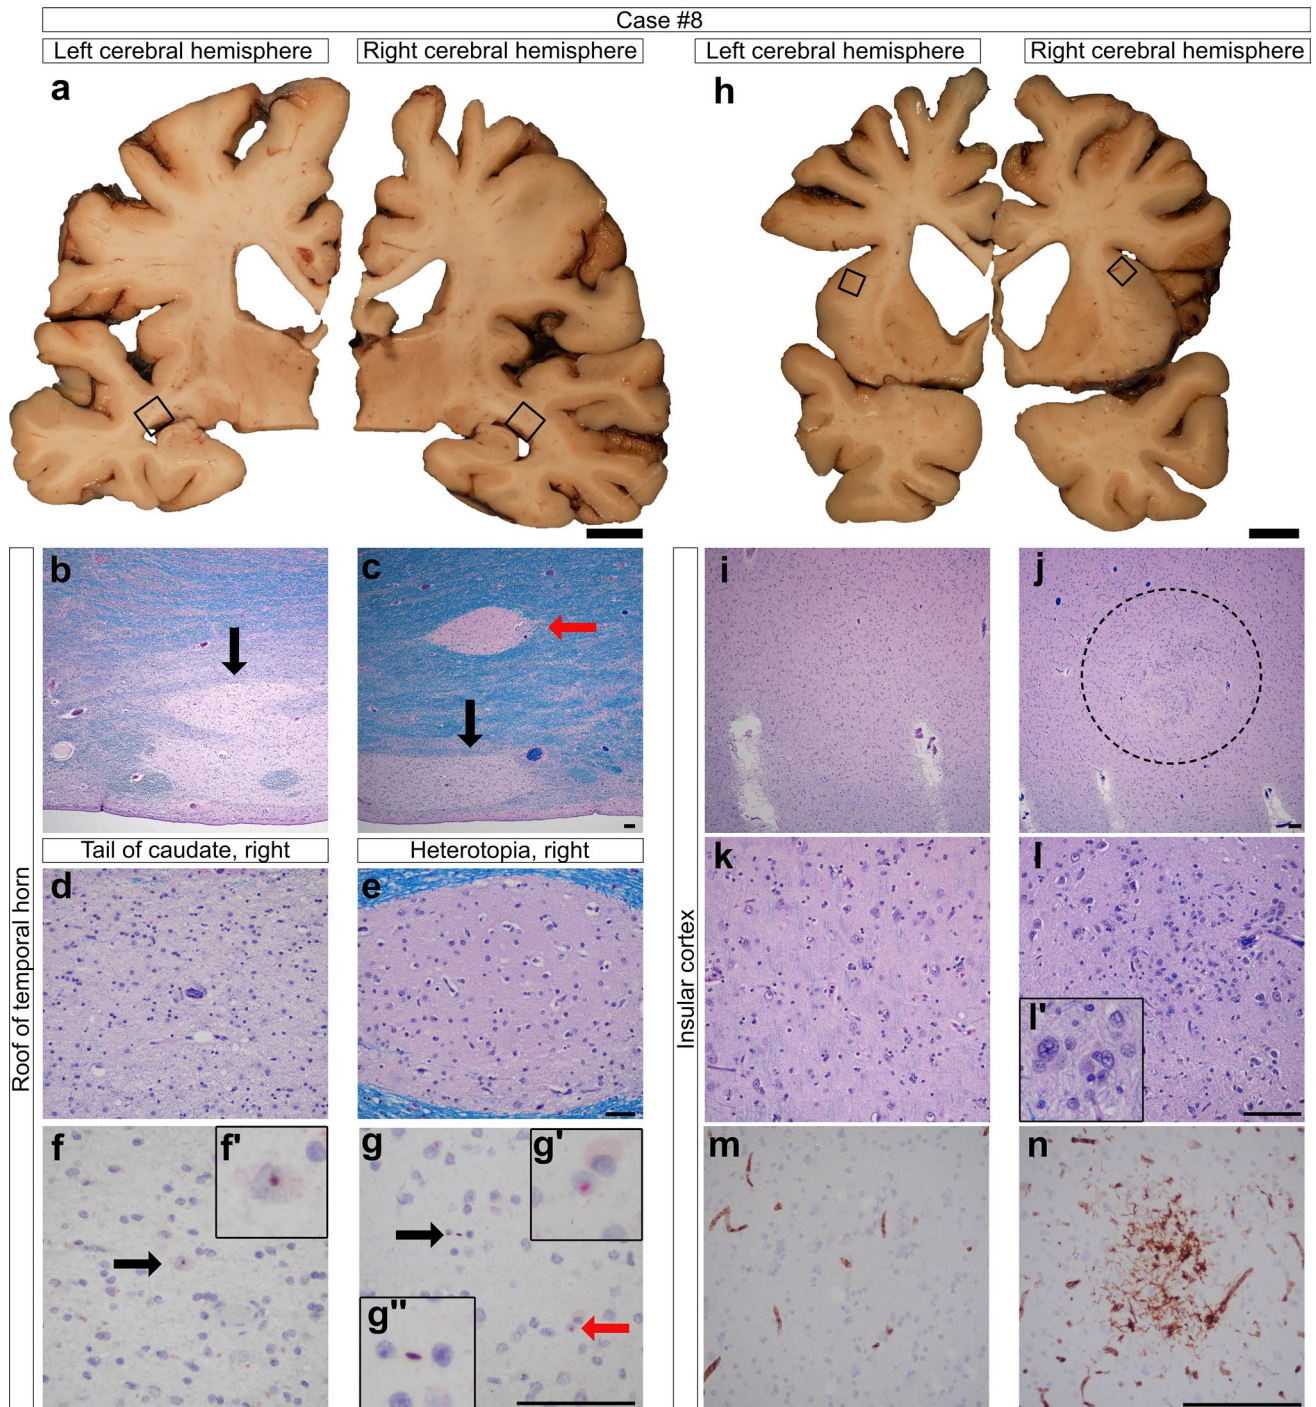 Case #8
Left cerebral hemisphere
Right cerebral hemisphere
Left cerebral hemisphere
Right cerebral hemisphere
a
h
Roof of temporal horn
b
c
Tail of caudate, right
Heterotopia, right
d
e
f
f'
g
g'
g''
Insular cortex
i
j
k
l
l'
m
n